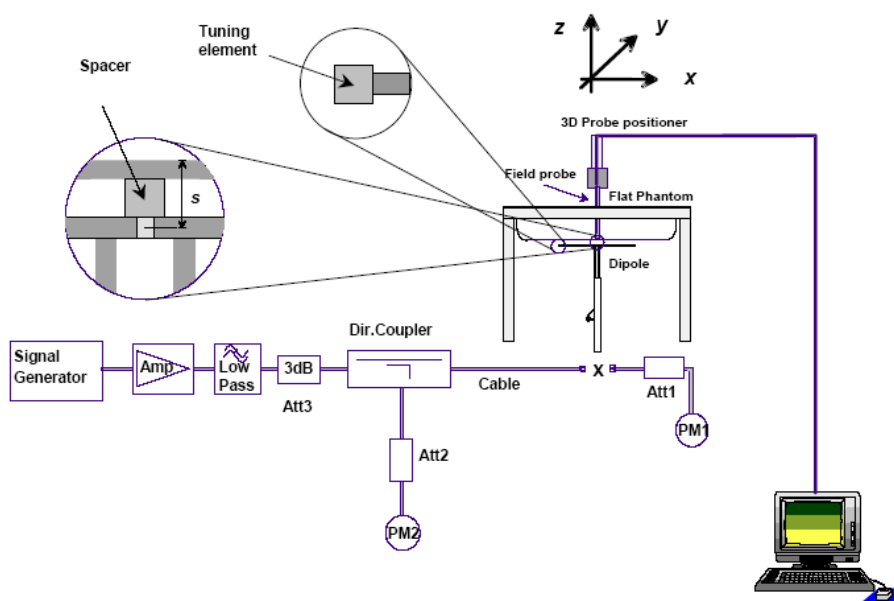 Tuning
element
z
y
x
Spacer
3D Probe positioner
s
Field probe
Flat Phantom
Dipole
Dir.Coupler
Signal
Generator
Amp
Low
Pass
3dB
Att3
Cable
X
Att1
PM1
Att2
PM2